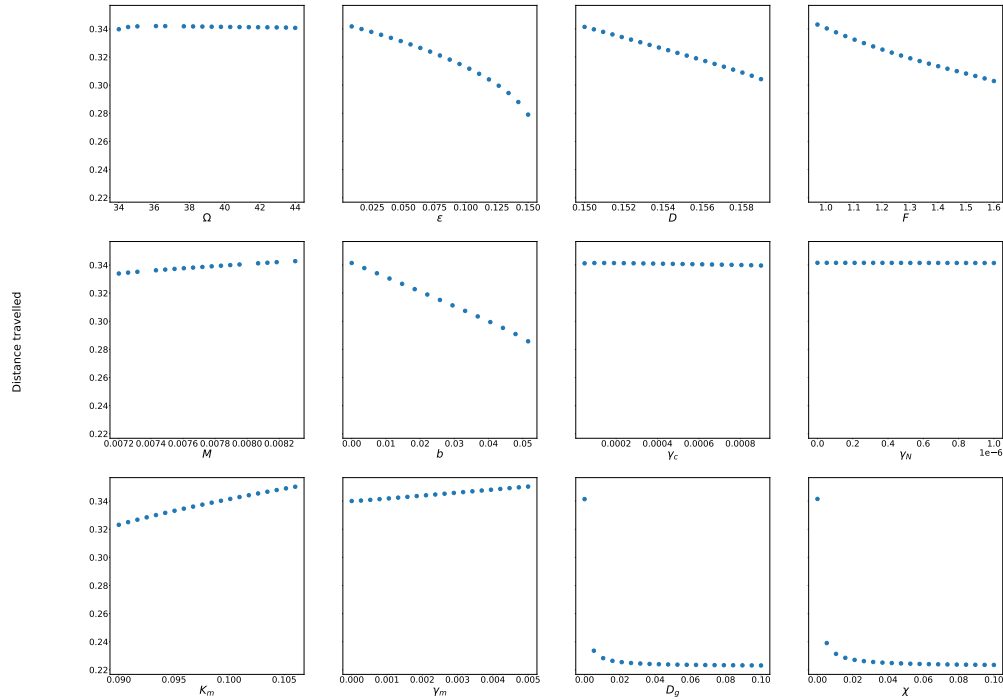 0.34
0.32
0.30
0.28
0.26
0.24
0.22
34 36 38 40 42 44
Ω
0.025 0.050 0.075 0.100 0.125 0.150
ε
0.150 0.152 0.154 0.156 0.158
D
1.0 1.1 1.2 1.3 1.4 1.5 1.6
F
Distance travelled
0.34
0.32
0.30
0.28
0.26
0.24
0.22
0.0072 0.0074 0.0076 0.0078 0.0080 0.0082
M
0.00 0.01 0.02 0.03 0.04 0.05
b
0.0002 0.0004 0.0006 0.0008
γc
0.0 0.2 0.4 0.6 0.8 1.0
1e-6
γN
0.34
0.32
0.30
0.28
0.26
0.24
0.22
0.090 0.095 0.100 0.105
Km
0.000 0.001 0.002 0.003 0.004 0.005
γm
0.00 0.02 0.04 0.06 0.08 0.10
Dg
0.00 0.02 0.04 0.06 0.08 0.10
χ